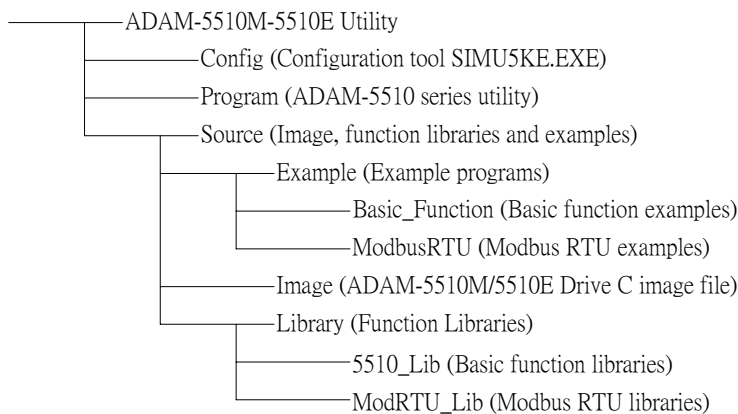 ADAM-5510M-5510E Utility
Config (Configuration tool SIMU5KE.EXE)
Program (ADAM-5510 series utility)
Source (Image, function libraries and examples)
Example (Example programs)
Basic_Function (Basic function examples)
ModbusRTU (Modbus RTU examples)
Image (ADAM-5510M/5510E Drive C image file)
Library (Function Libraries)
5510_Lib (Basic function libraries)
ModRTU_Lib (Modbus RTU libraries)